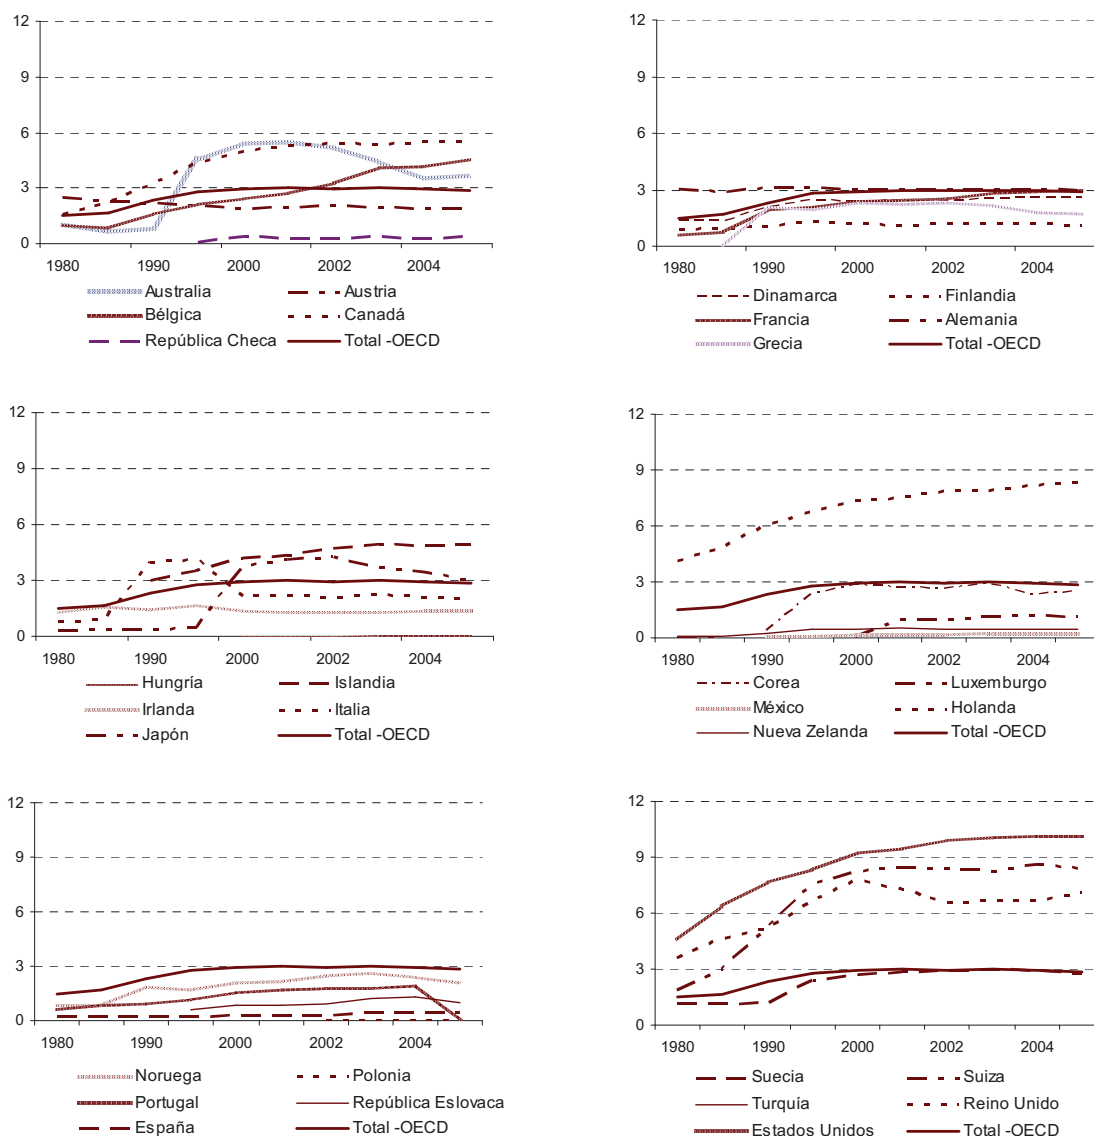 12
9
6
3
0
1980 1990 2000 2002 2004
Australia Austria
Bélgica Canadá
República Checa Total -OECD
12
9
6
3
0
1980 1990 2000 2002 2004
Dinamarca Finlandia
Francia Alemania
Grecia Total -OECD
12
9
6
3
0
1980 1990 2000 2002 2004
Hungría Islandia
Irlanda Italia
Japón Total -OECD
12
9
6
3
0
1980 1990 2000 2002 2004
Corea Luxemburgo
México Holanda
Nueva Zelanda Total -OECD
12
9
6
3
0
1980 1990 2000 2002 2004
Noruega Polonia
Portugal República Eslovaca
España Total -OECD
12
9
6
3
0
1980 1990 2000 2002 2004
Suecia Suiza
Turquía Reino Unido
Estados Unidos Total -OECD